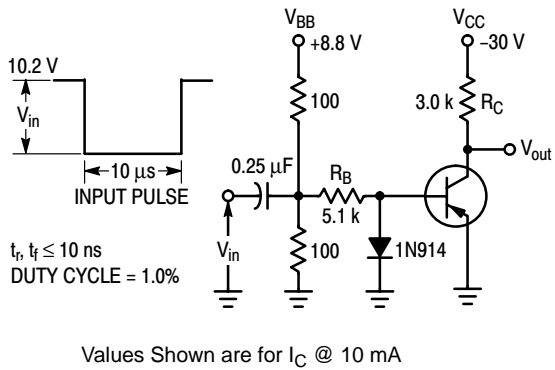 V_BB
+8.8 V
V_CC
–30 V
10.2 V
V_in
10 μs
INPUT PULSE
t_r, t_f ≤ 10 ns
DUTY CYCLE = 1.0%
0.25 μF
V_in
100
100
R_B
5.1 k
1N914
3.0 k
R_C
V_out
Values Shown are for I_C @ 10 mA